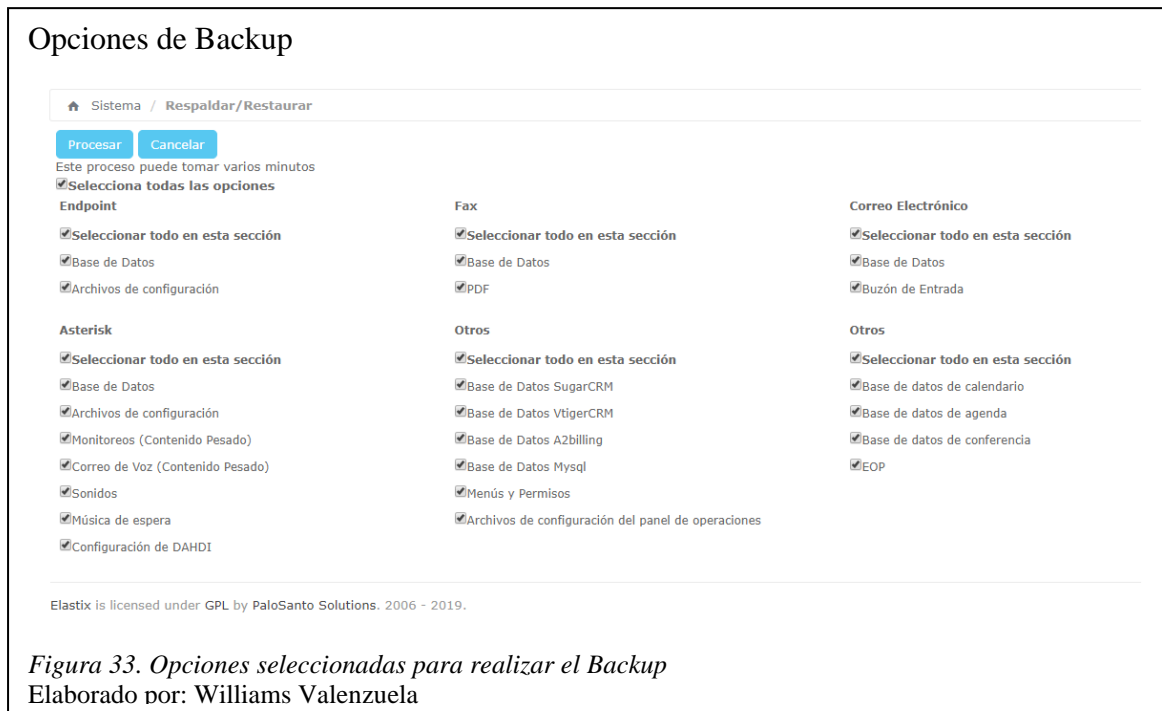 Opciones de Backup
Sistema / Respaldar/Restaurar
Procesar Cancelar
Este proceso puede tomar varios minutos
Selecciona todas las opciones
Endpoint
Seleccionar todo en esta sección
Base de Datos
Archivos de configuración
Fax
Seleccionar todo en esta sección
Base de Datos
PDF
Correo Electrónico
Seleccionar todo en esta sección
Base de Datos
Buzón de Entrada
Asterisk
Seleccionar todo en esta sección
Base de Datos
Archivos de configuración
Monitoreos (Contenido Pesado)
Correo de Voz (Contenido Pesado)
Sonidos
Música de espera
Configuración de DAHDI
Otros
Seleccionar todo en esta sección
Base de Datos SugarCRM
Base de Datos VtigerCRM
Base de Datos A2billing
Base de Datos Mysql
Menús y Permisos
Archivos de configuración del panel de operaciones
Otros
Seleccionar todo en esta sección
Base de datos de calendario
Base de datos de agenda
Base de datos de conferencia
EOP
Elastix is licensed under GPL by PaloSanto Solutions. 2006 - 2019.
Figura 33. Opciones seleccionadas para realizar el Backup
Elaborado por: Williams Valenzuela